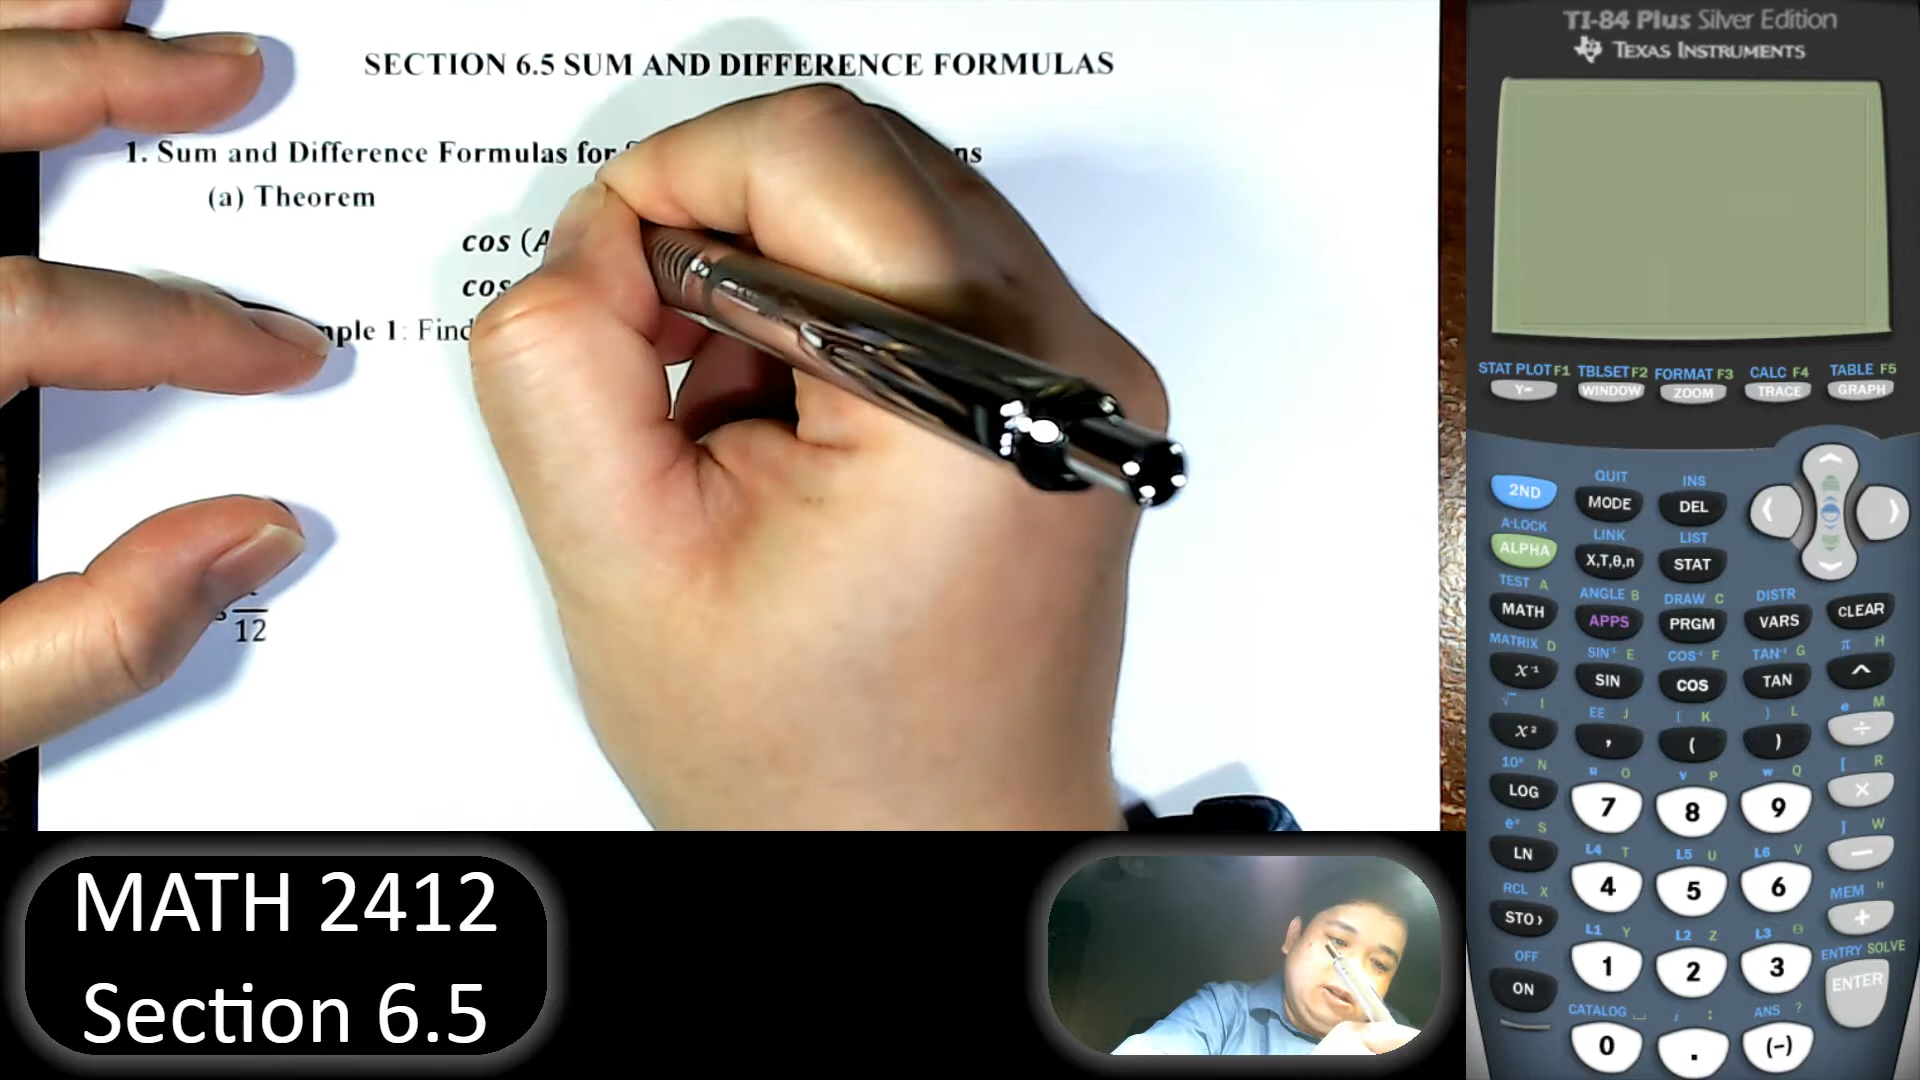 SECTION 6.5 SUM AND DIFFERENCE FORMULAS
1. Sum and Difference Formulas for
(a) Theorem
cos (A
cos
1: Find
12
MATH 2412
Section 6.5
TI-84 Plus Silver Edition
TEXAS INSTRUMENTS
STAT PLOT F1 TBLSET F2 FORMAT F3 CALC F4 TABLE F5
Y= WINDOW ZOOM TRACE GRAPH
QUIT INS
2ND MODE DEL
A-LOCK LINK LIST
ALPHA X,T,θ,n STAT
TEST A ANGLE B DRAW C DISTR
MATH APPS PRGM VARS CLEAR
MATRIX D SIN⁻¹ E COS⁻¹ F TAN⁻¹ G π H
x⁻¹ SIN COS TAN ^
√ I EE J { K } L e M
x² , ( ) ÷
10ˣ N u O v P w Q [ R
LOG 7 8 9 ×
eˣ S L4 T L5 U L6 V ] W
LN 4 5 6 −
RCL X L1 Y L2 Z L3 θ MEM "
STO› 1 2 3 +
OFF CATALOG ⎵ i : ANS ? ENTRY SOLVE
ON 0 . (-) ENTER